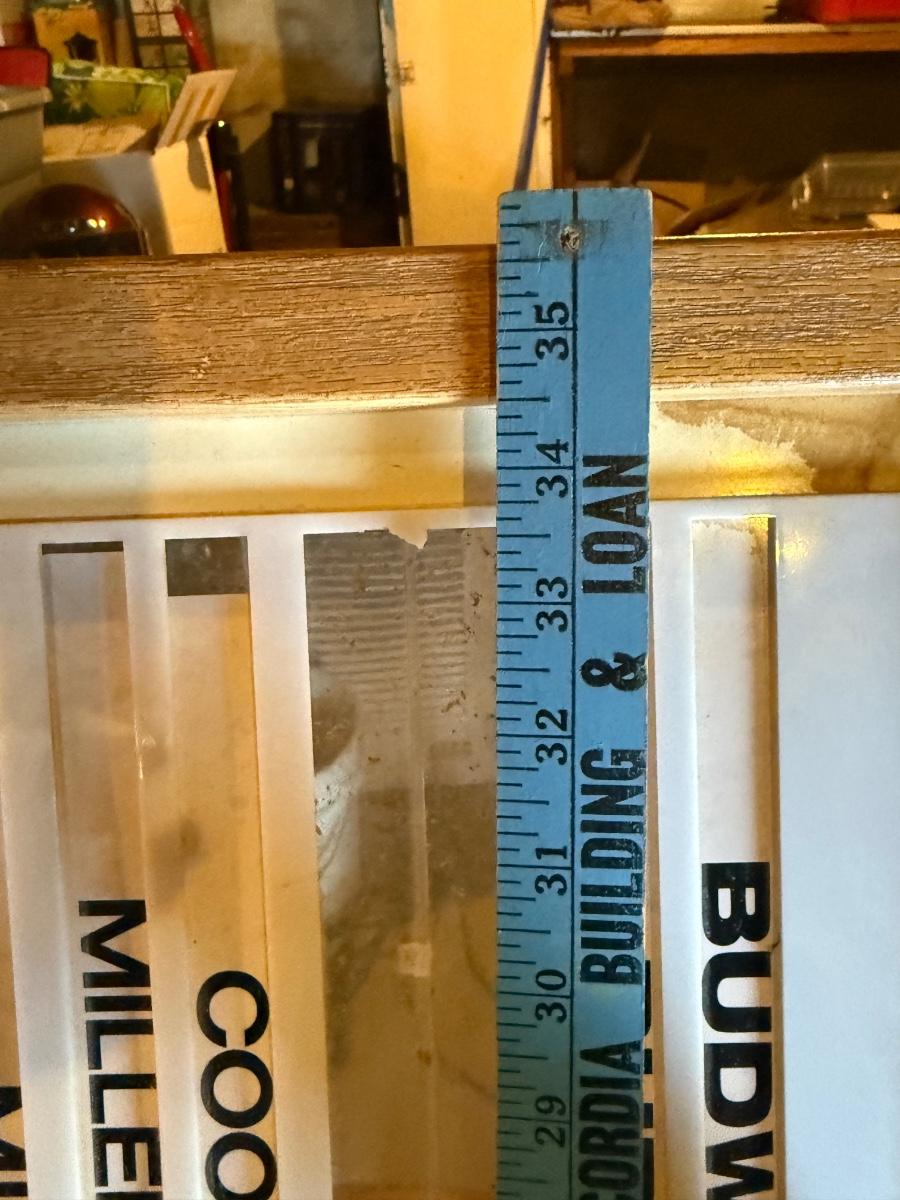 35
34
33
32
31
30
29
CORDIA BUILDING & LOAN
BUDW
COO
MILLE